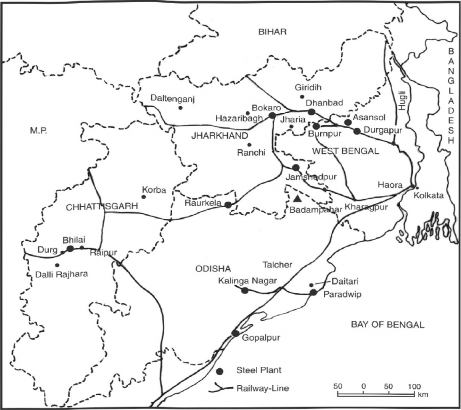 BIHAR
BANGLADESH
Giridih
Daltenganj
Dhanbad
Bokaro
Hugli
Hazaribagh
Jharia
Asansol
Burnpur
Durgapur
M.P.
JHARKHAND
Ranchi
WEST BENGAL
Jamshedpur
Korba
Haora
Kolkata
CHHATTISGARH
Raurkela
Badampahar
Kharagpur
Bhilai
Durg
Raipur
Dalli Rajhara
ODISHA
Talcher
Kalinga Nagar
Daitari
Paradwip
BAY OF BENGAL
Gopalpur
Steel Plant
Railway-Line
50 0 50 100
km